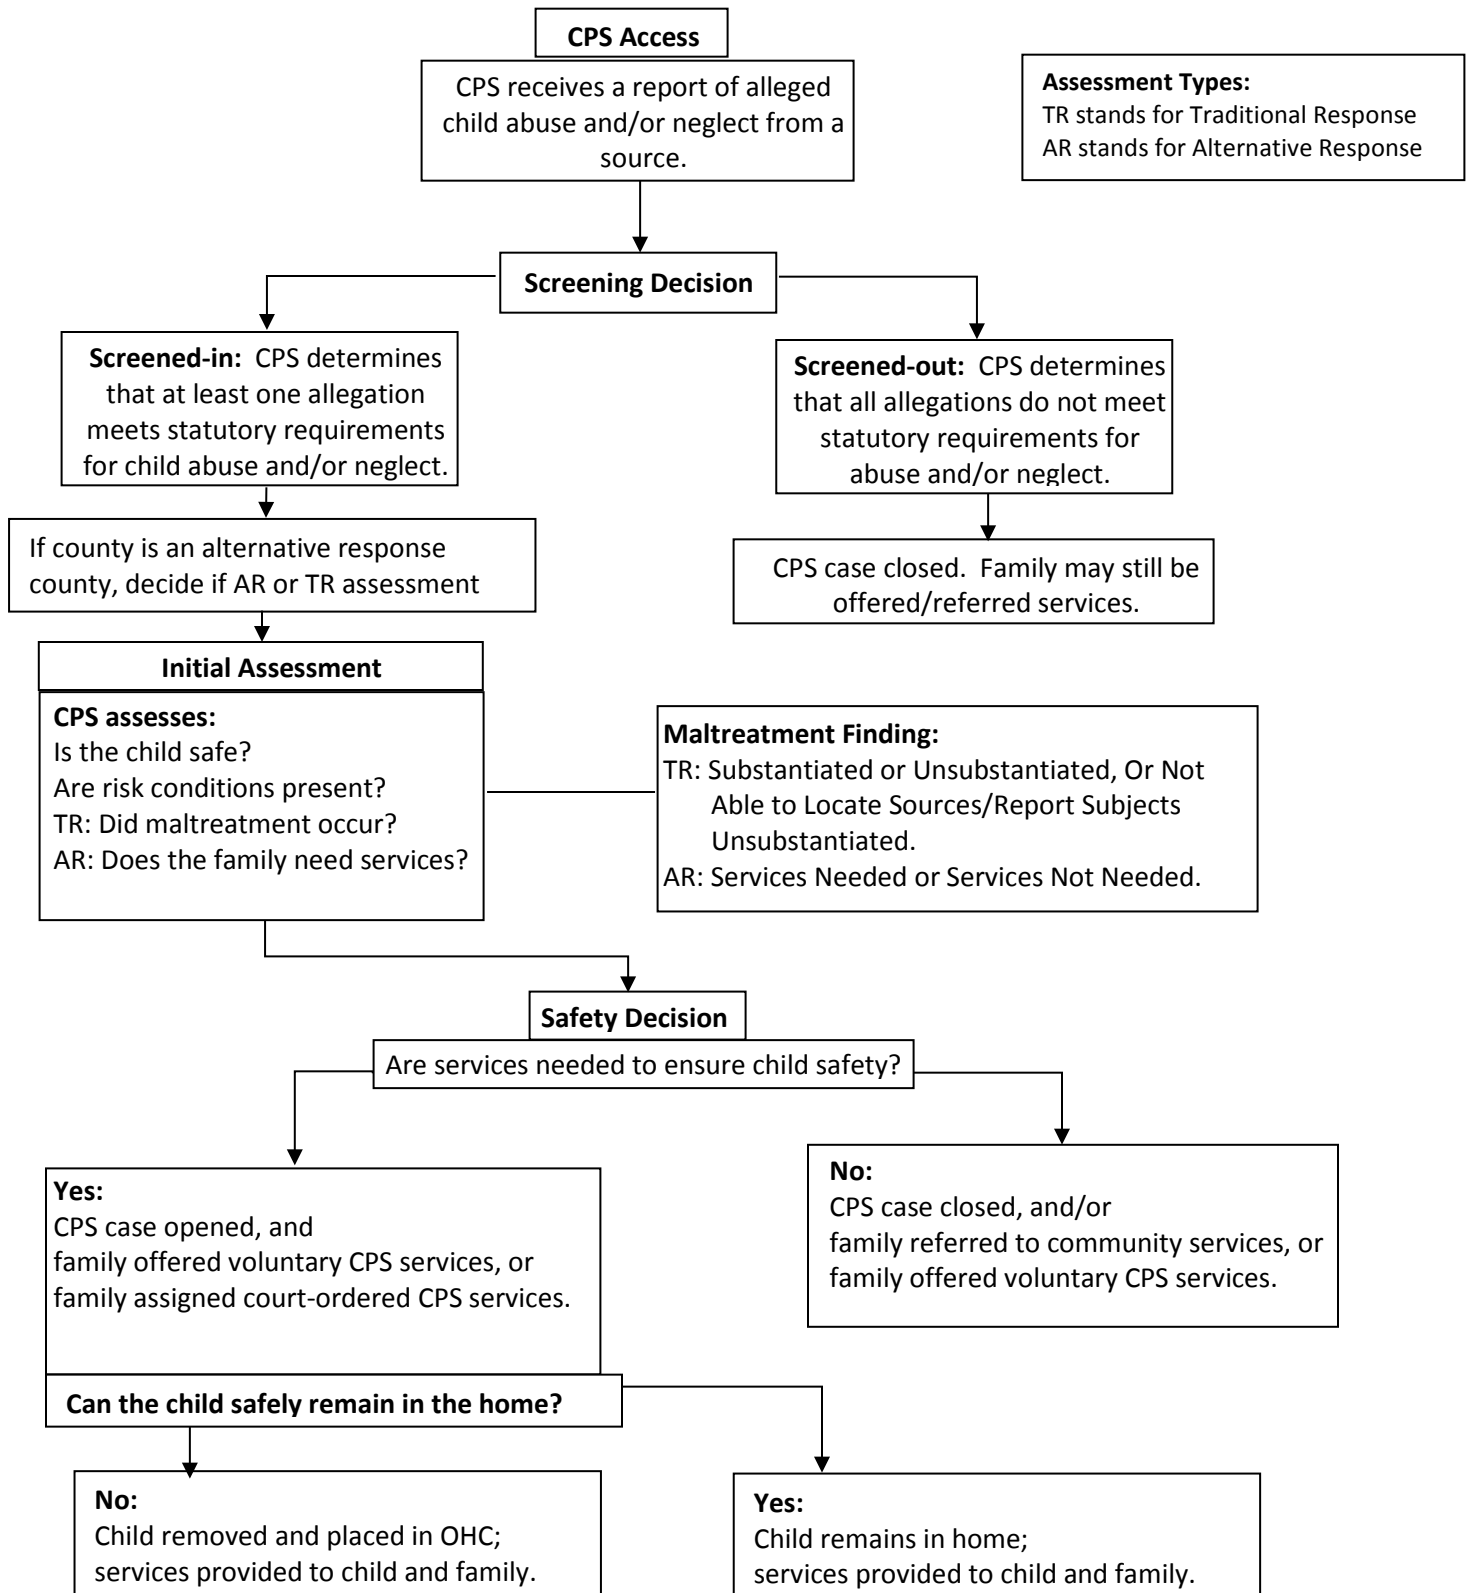 CPS Access
CPS receives a report of alleged
child abuse and/or neglect from a
source.
Assessment Types:
TR stands for Traditional Response
AR stands for Alternative Response
Screening Decision
Screened-in: CPS determines
that at least one allegation
meets statutory requirements
for child abuse and/or neglect.
Screened-out: CPS determines
that all allegations do not meet
statutory requirements for
abuse and/or neglect.
If county is an alternative response
county, decide if AR or TR assessment
CPS case closed. Family may still be
offered/referred services.
Initial Assessment
CPS assesses:
Is the child safe?
Are risk conditions present?
TR: Did maltreatment occur?
AR: Does the family need services?
Maltreatment Finding:
TR: Substantiated or Unsubstantiated, Or Not
Able to Locate Sources/Report Subjects
Unsubstantiated.
AR: Services Needed or Services Not Needed.
Safety Decision
Are services needed to ensure child safety?
Yes:
CPS case opened, and
family offered voluntary CPS services, or
family assigned court-ordered CPS services.
No:
CPS case closed, and/or
family referred to community services, or
family offered voluntary CPS services.
Can the child safely remain in the home?
No:
Child removed and placed in OHC;
services provided to child and family.
Yes:
Child remains in home;
services provided to child and family.